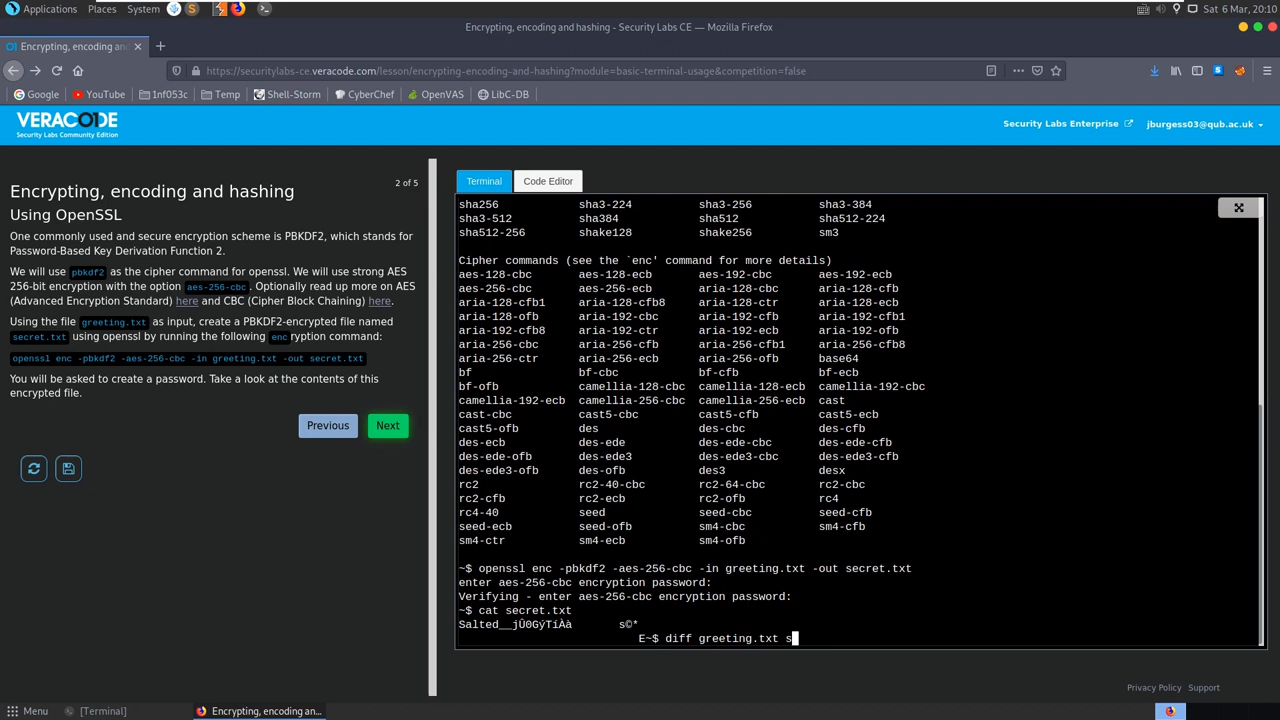 Applications Places System Sat 6 Mar, 20:10
Encrypting, encoding and hashing - Security Labs CE — Mozilla Firefox
Encrypting, encoding and
https://securitylabs-ce.veracode.com/lesson/encrypting-encoding-and-hashing?module=basic-terminal-usage&competition=false
Google YouTube 1nf053c Temp Shell-Storm CyberChef OpenVAS LibC-DB
VERACODE
Security Labs Community Edition
Security Labs Enterprise jburgess03@qub.ac.uk
Encrypting, encoding and hashing 2 of 5
Using OpenSSL
One commonly used and secure encryption scheme is PBKDF2, which stands for
Password-Based Key Derivation Function 2.
We will use pbkdf2 as the cipher command for openssl. We will use strong AES
256-bit encryption with the option aes-256-cbc. Optionally read up more on AES
(Advanced Encryption Standard) here and CBC (Cipher Block Chaining) here.
Using the file greeting.txt as input, create a PBKDF2-encrypted file named
secret.txt using openssl by running the following enc ryption command:
openssl enc -pbkdf2 -aes-256-cbc -in greeting.txt -out secret.txt
You will be asked to create a password. Take a look at the contents of this
encrypted file.
Previous Next
Terminal Code Editor
sha256 sha3-224 sha3-256 sha3-384
sha3-512 sha384 sha512 sha512-224
sha512-256 shake128 shake256 sm3
Cipher commands (see the `enc' command for more details)
aes-128-cbc aes-128-ecb aes-192-cbc aes-192-ecb
aes-256-cbc aes-256-ecb aria-128-cbc aria-128-cfb
aria-128-cfb1 aria-128-cfb8 aria-128-ctr aria-128-ecb
aria-128-ofb aria-192-cbc aria-192-cfb aria-192-cfb1
aria-192-cfb8 aria-192-ctr aria-192-ecb aria-192-ofb
aria-256-cbc aria-256-cfb aria-256-cfb1 aria-256-cfb8
aria-256-ctr aria-256-ecb aria-256-ofb base64
bf bf-cbc bf-cfb bf-ecb
bf-ofb camellia-128-cbc camellia-128-ecb camellia-192-cbc
camellia-192-ecb camellia-256-cbc camellia-256-ecb cast
cast-cbc cast5-cbc cast5-cfb cast5-ecb
cast5-ofb des des-cbc des-cfb
des-ecb des-ede des-ede-cbc des-ede-cfb
des-ede-ofb des-ede3 des-ede3-cbc des-ede3-cfb
des-ede3-ofb des-ofb des3 desx
rc2 rc2-40-cbc rc2-64-cbc rc2-cbc
rc2-cfb rc2-ecb rc2-ofb rc4
rc4-40 seed seed-cbc seed-cfb
seed-ecb seed-ofb sm4-cbc sm4-cfb
sm4-ctr sm4-ecb sm4-ofb
~$ openssl enc -pbkdf2 -aes-256-cbc -in greeting.txt -out secret.txt
enter aes-256-cbc encryption password:
Verifying - enter aes-256-cbc encryption password:
~$ cat secret.txt
Salted__jÛ0GýTíÀà s©*
E~$ diff greeting.txt s
Privacy Policy Support
Menu [Terminal] Encrypting, encoding an...